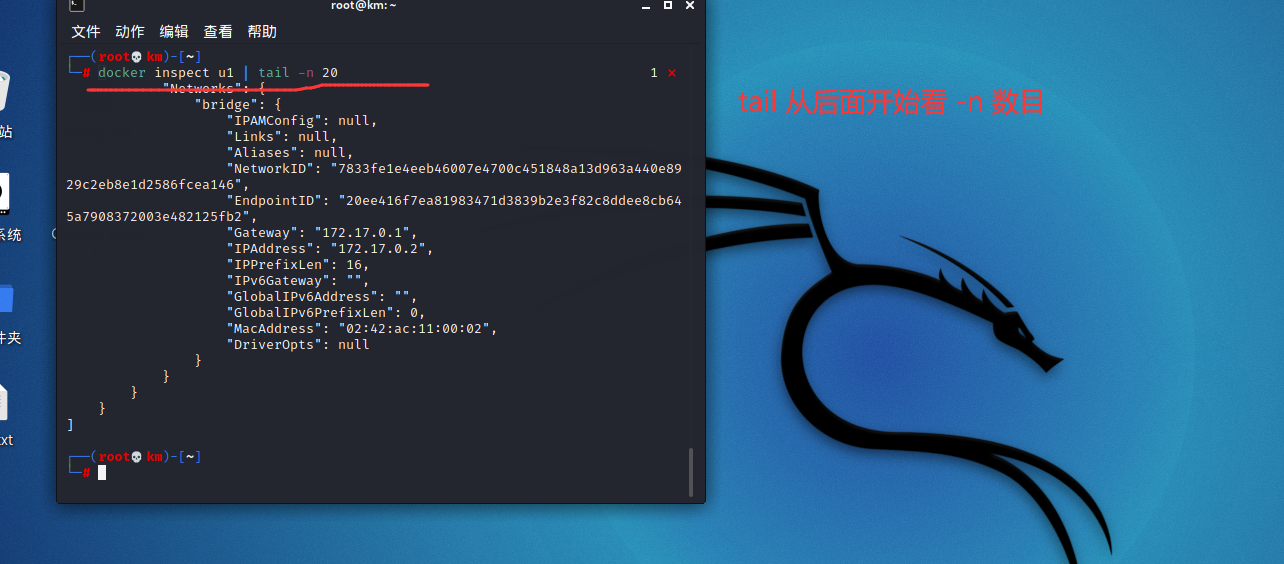 root@km: ~
文件 动作 编辑 查看 帮助
(root💀km)-[~]
# docker inspect u1 | tail -n 20 1 ×
"Networks": {
"bridge": {
"IPAMConfig": null,
"Links": null,
"Aliases": null,
"NetworkID": "7833fe1e4eeb46007e4700c451848a13d963a440e89
29c2eb8e1d2586fcea146",
"EndpointID": "20ee416f7ea81983471d3839b2e3f82c8ddee8cb64
5a7908372003e482125fb2",
"Gateway": "172.17.0.1",
"IPAddress": "172.17.0.2",
"IPPrefixLen": 16,
"IPv6Gateway": "",
"GlobalIPv6Address": "",
"GlobalIPv6PrefixLen": 0,
"MacAddress": "02:42:ac:11:00:02",
"DriverOpts": null
}
}
}
}
]
(root💀km)-[~]
#
tail 从后面开始看 -n 数目
站
系统
件夹
txt